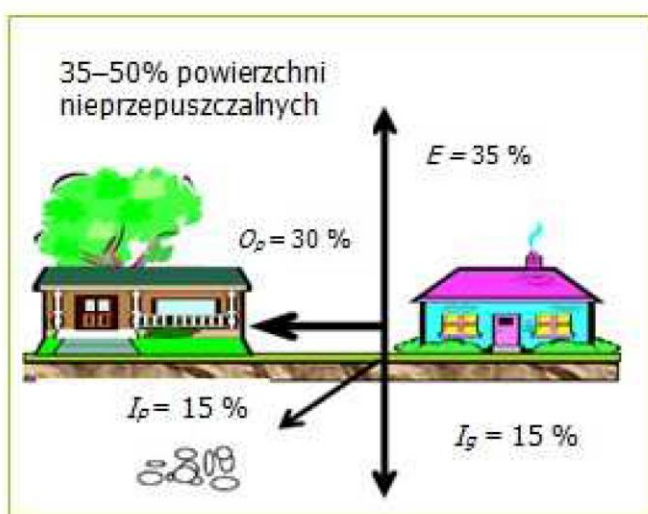 35–50% powierzchni
nieprzepuszczalnych
E = 35 %
Op = 30 %
Ip = 15 %
Ig = 15 %